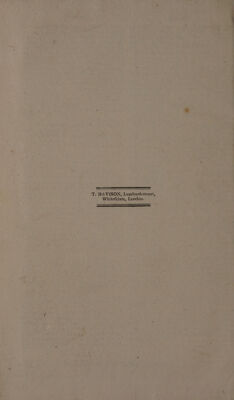 T. DAVISON, Lombard-street,
Whitefriars, London.